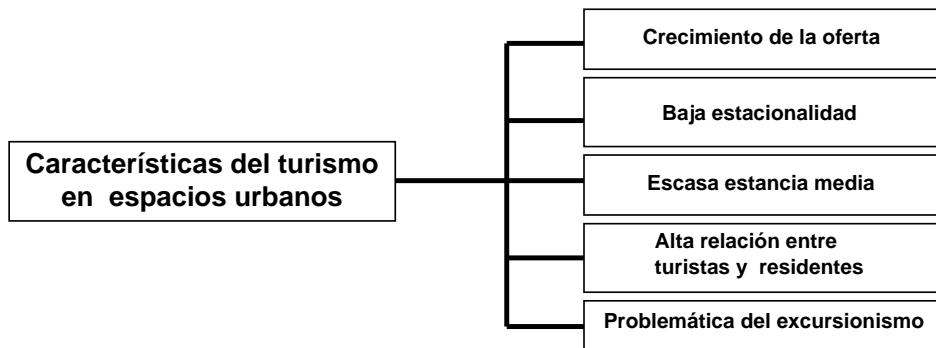 Caracterísficas del turismo
en espacios urbanos
Crecimiento de la oferta
Baja estacionalidad
Escasa estancia media
Alta relación entre
turistas y residentes
Problemática del excursionismo